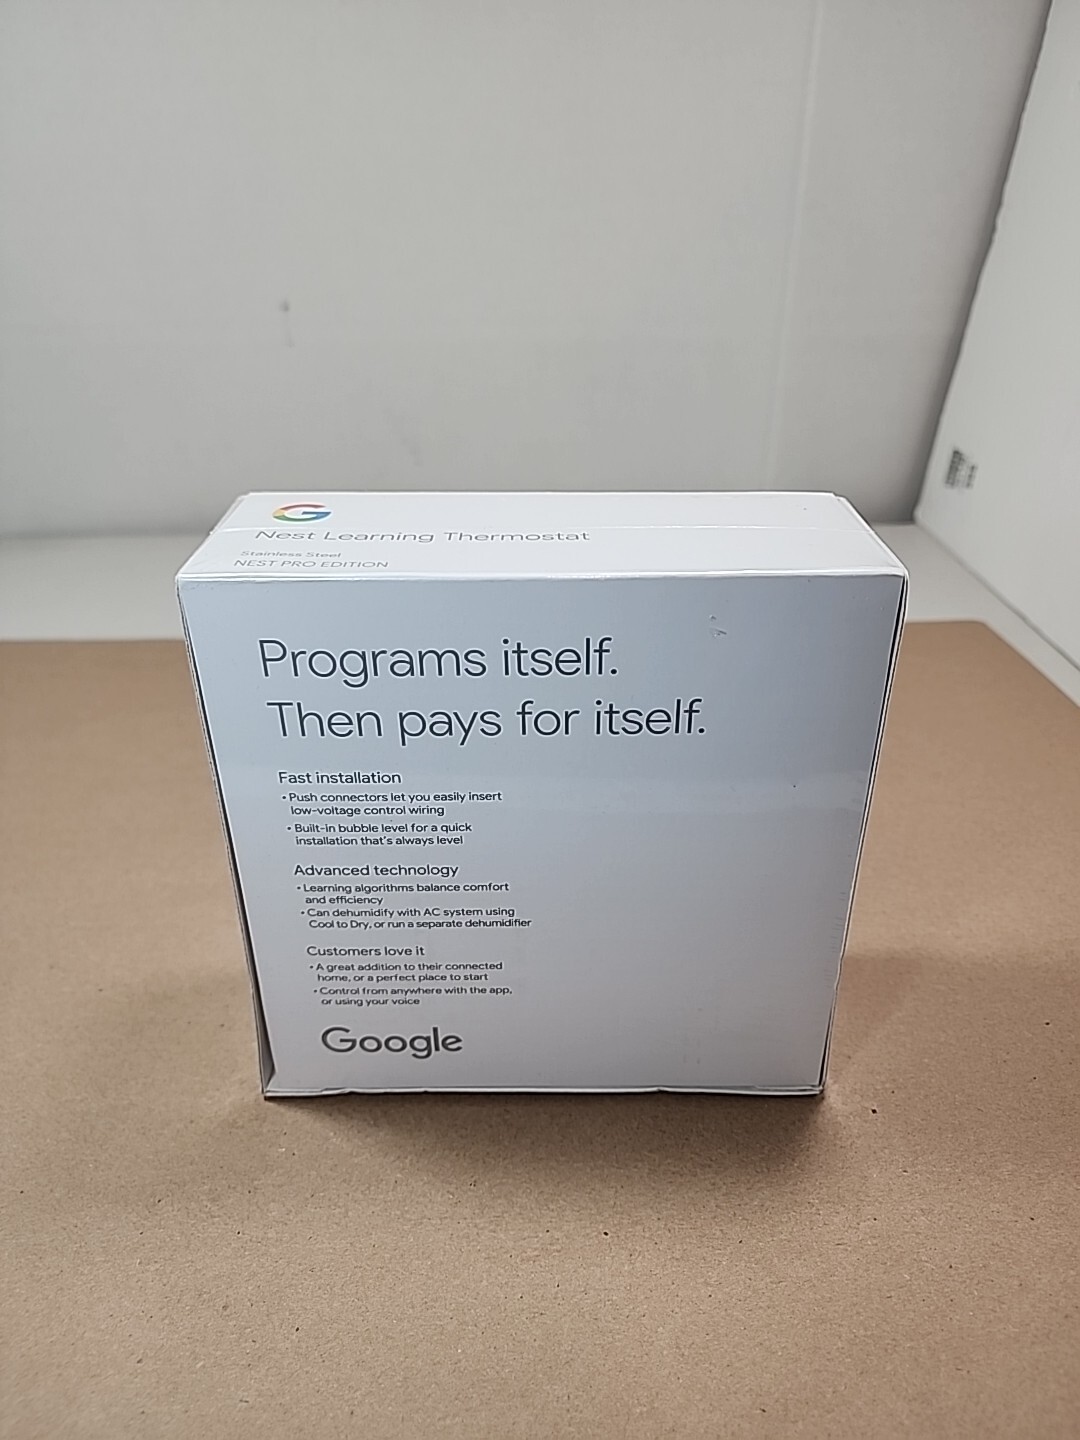 G
Nest Learning Thermostat
Stainless Steel
NEST PRO EDITION
Programs itself.
Then pays for itself.
Fast installation
• Push connectors let you easily insert
low-voltage control wiring
• Built-in bubble level for a quick
installation that's always level
Advanced technology
• Learning algorithms balance comfort
and efficiency
• Can dehumidify with AC system using
Cool to Dry, or run a separate dehumidifier
Customers love it
• A great addition to their connected
home, or a perfect place to start
• Control from anywhere with the app,
or using your voice
Google